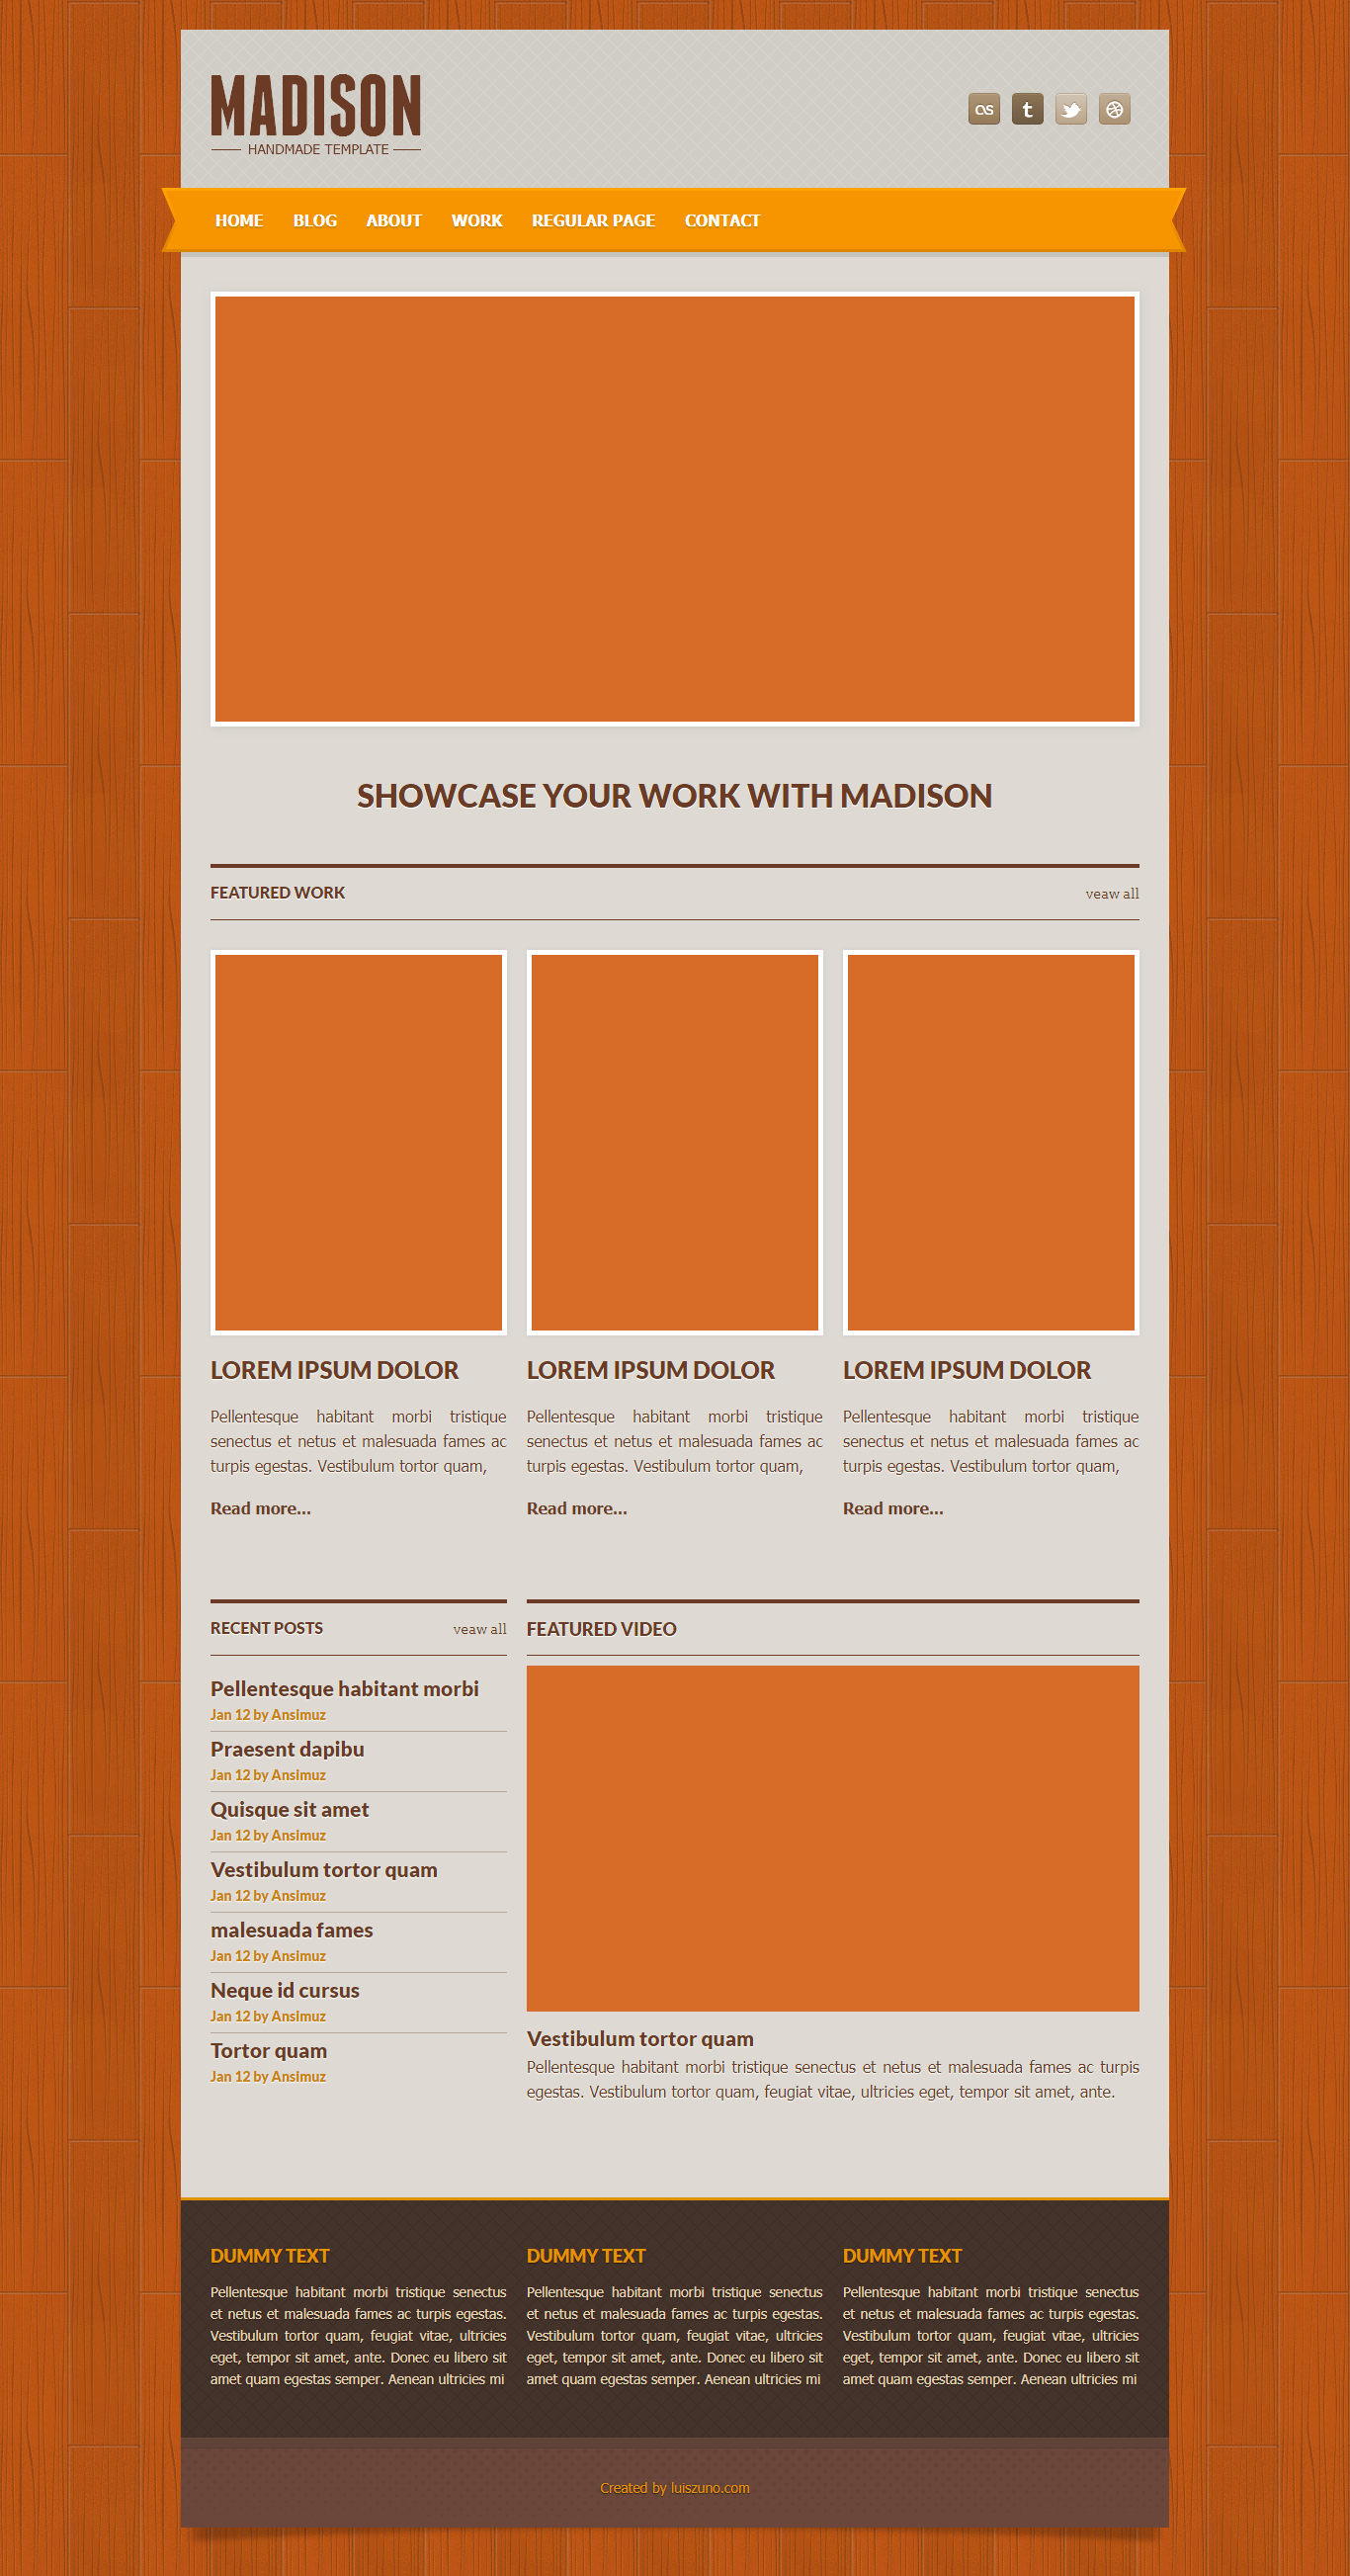 MADISON
HANDMADE TEMPLATE
as t
HOME BLOG ABOUT WORK REGULAR PAGE CONTACT
SHOWCASE YOUR WORK WITH MADISON
FEATURED WORK veaw all
LOREM IPSUM DOLOR
Pellentesque habitant morbi tristique
senectus et netus et malesuada fames ac
turpis egestas. Vestibulum tortor quam,
Read more...
LOREM IPSUM DOLOR
Pellentesque habitant morbi tristique
senectus et netus et malesuada fames ac
turpis egestas. Vestibulum tortor quam,
Read more...
LOREM IPSUM DOLOR
Pellentesque habitant morbi tristique
senectus et netus et malesuada fames ac
turpis egestas. Vestibulum tortor quam,
Read more...
RECENT POSTS veaw all
Pellentesque habitant morbi
Jan 12 by Ansimuz
Praesent dapibu
Jan 12 by Ansimuz
Quisque sit amet
Jan 12 by Ansimuz
Vestibulum tortor quam
Jan 12 by Ansimuz
malesuada fames
Jan 12 by Ansimuz
Neque id cursus
Jan 12 by Ansimuz
Tortor quam
Jan 12 by Ansimuz
FEATURED VIDEO
Vestibulum tortor quam
Pellentesque habitant morbi tristique senectus et netus et malesuada fames ac turpis
egestas. Vestibulum tortor quam, feugiat vitae, ultricies eget, tempor sit amet, ante.
DUMMY TEXT
Pellentesque habitant morbi tristique senectus
et netus et malesuada fames ac turpis egestas.
Vestibulum tortor quam, feugiat vitae, ultricies
eget, tempor sit amet, ante. Donec eu libero sit
amet quam egestas semper. Aenean ultricies mi
DUMMY TEXT
Pellentesque habitant morbi tristique senectus
et netus et malesuada fames ac turpis egestas.
Vestibulum tortor quam, feugiat vitae, ultricies
eget, tempor sit amet, ante. Donec eu libero sit
amet quam egestas semper. Aenean ultricies mi
DUMMY TEXT
Pellentesque habitant morbi tristique senectus
et netus et malesuada fames ac turpis egestas.
Vestibulum tortor quam, feugiat vitae, ultricies
eget, tempor sit amet, ante. Donec eu libero sit
amet quam egestas semper. Aenean ultricies mi
Created by luiszuno.com